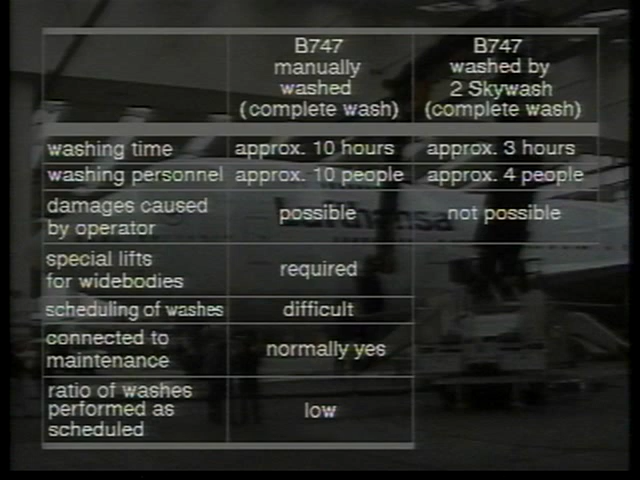 B747
manually
washed
(complete wash)
B747
washed by
2 Skywash
(complete wash)
washing time approx. 10 hours approx. 3 hours
washing personnel approx. 10 people approx. 4 people
damages caused
by operator
possible
not possible
special lifts
for widebodies
required
scheduling of washes difficult
connected to
maintenance
normally yes
ratio of washes
performed as
scheduled
low
Lufthansa